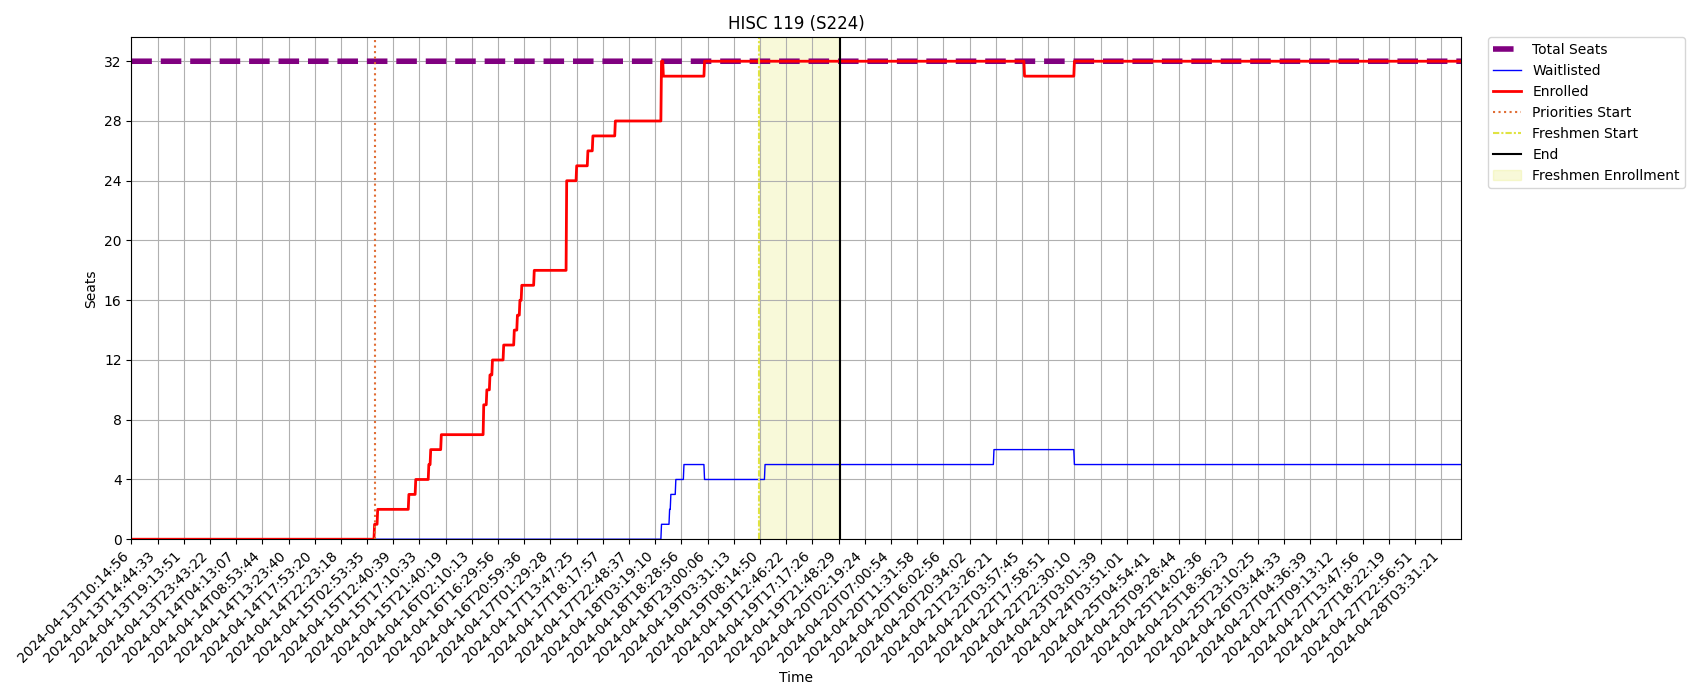 HISC 119 (S224)
Total Seats
Waitlisted
Enrolled
Priorities Start
Freshmen Start
End
Freshmen Enrollment
Seats
32
28
24
20
16
12
8
4
0
2024-04-13T10:14:56
2024-04-13T14:44:33
2024-04-13T19:13:51
2024-04-13T23:43:22
2024-04-14T04:13:07
2024-04-14T08:53:44
2024-04-14T13:23:40
2024-04-14T17:53:20
2024-04-14T22:23:18
2024-04-15T02:53:35
2024-04-15T12:40:39
2024-04-15T17:10:33
2024-04-15T21:40:19
2024-04-16T02:10:13
2024-04-16T16:29:56
2024-04-16T20:59:36
2024-04-17T01:29:28
2024-04-17T13:47:25
2024-04-17T18:17:57
2024-04-17T22:48:37
2024-04-18T03:19:10
2024-04-18T18:28:56
2024-04-18T23:00:06
2024-04-19T03:31:13
2024-04-19T08:14:50
2024-04-19T12:46:22
2024-04-19T17:17:26
2024-04-19T21:48:29
2024-04-20T02:19:24
2024-04-20T07:00:54
2024-04-20T11:31:58
2024-04-20T16:02:56
2024-04-20T20:34:02
2024-04-21T23:26:21
2024-04-22T03:57:45
2024-04-22T17:58:51
2024-04-22T22:30:10
2024-04-23T03:01:39
2024-04-24T03:51:01
2024-04-25T04:54:41
2024-04-25T09:28:44
2024-04-25T14:02:36
2024-04-25T18:36:23
2024-04-25T23:10:25
2024-04-26T03:44:33
2024-04-27T04:36:39
2024-04-27T09:13:12
2024-04-27T13:47:56
2024-04-27T18:22:19
2024-04-27T22:56:51
2024-04-28T03:31:21
Time